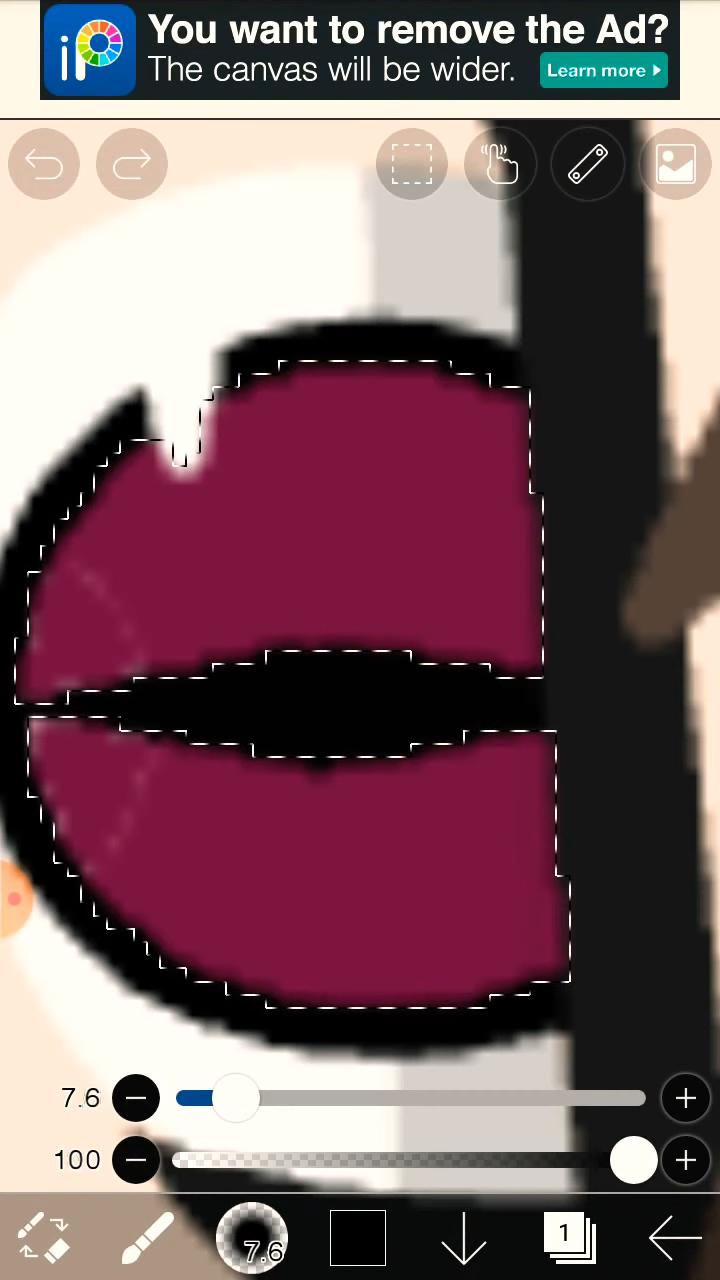 iP
You want to remove the Ad?
The canvas will be wider.
Learn more
7.6
100
7.6
1